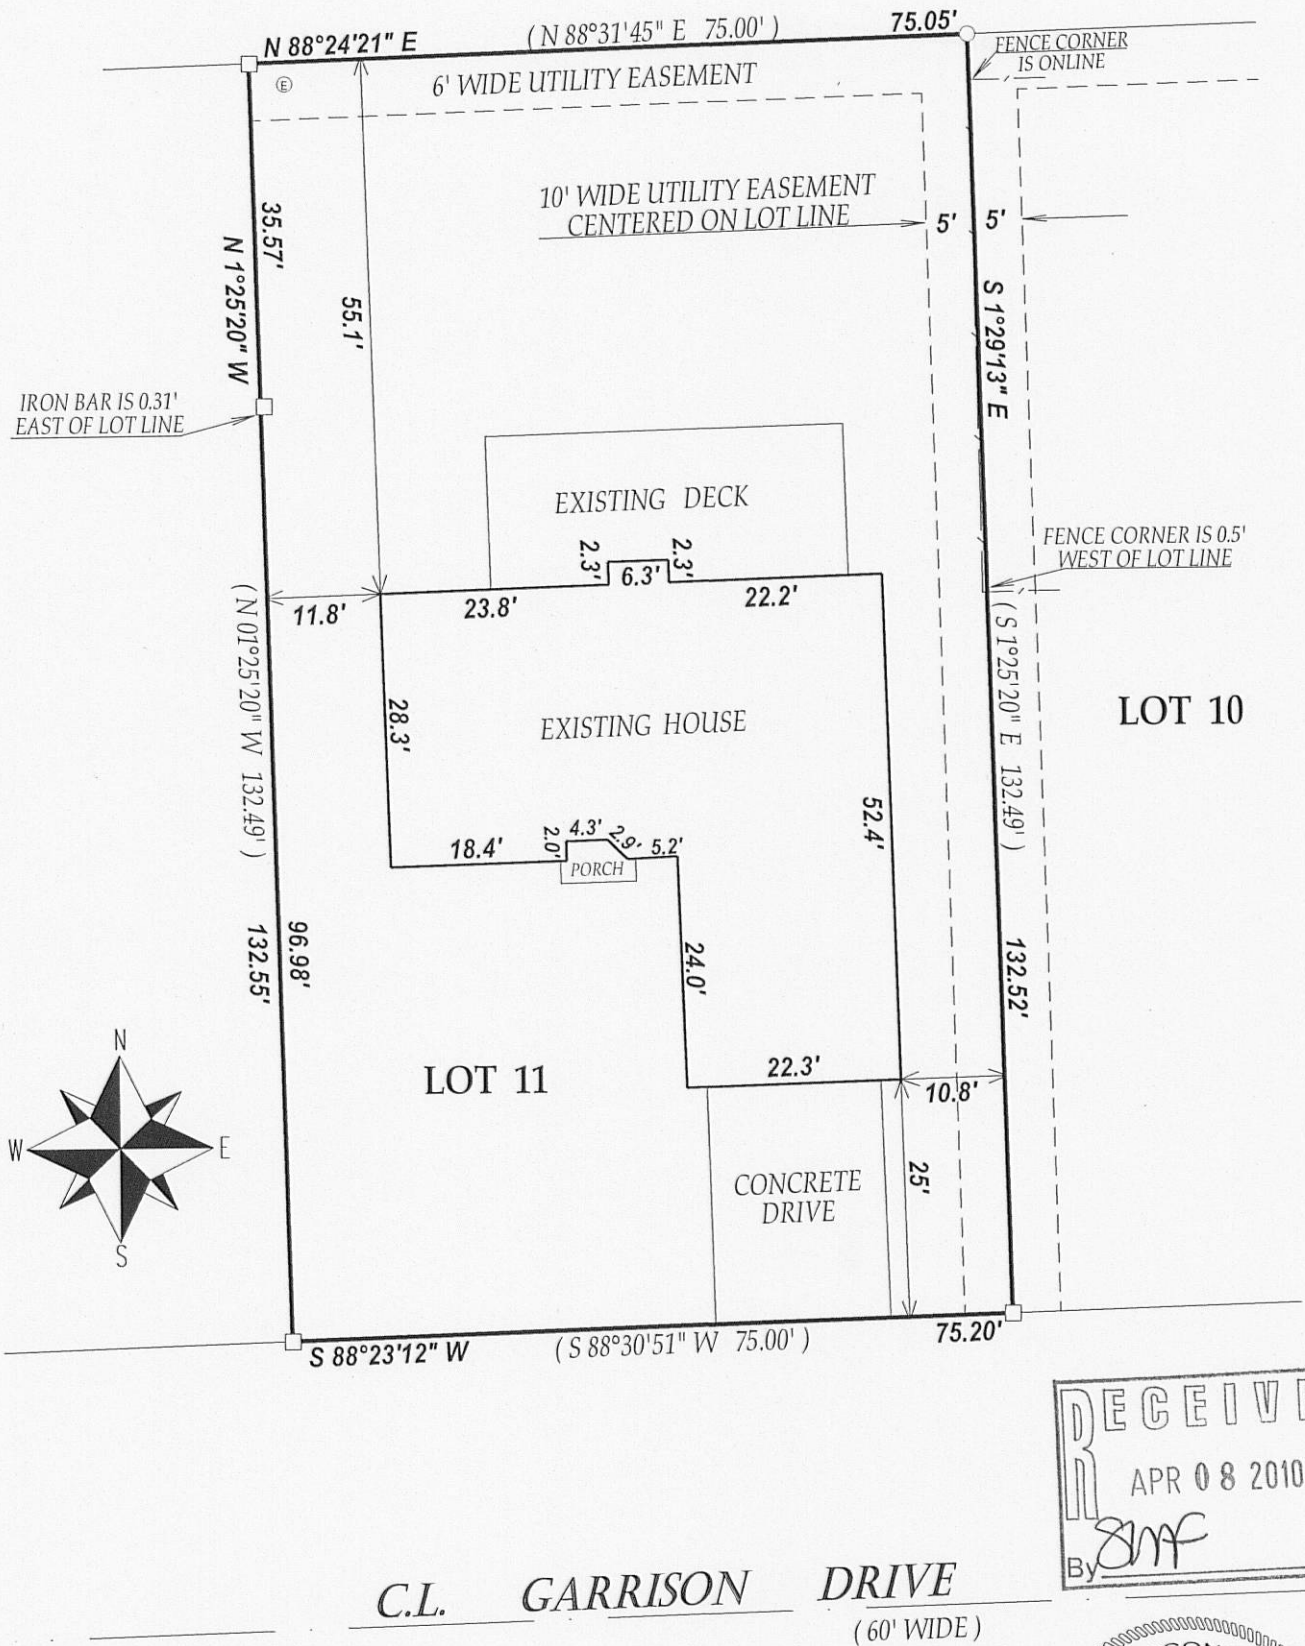 N 88°24'21" E
( N 88°31'45" E 75.00' )
75.05'
FENCE CORNER
IS ONLINE
E
6' WIDE UTILITY EASEMENT
10' WIDE UTILITY EASEMENT
CENTERED ON LOT LINE
5'
5'
35.57'
N 1°25'20" W
55.1'
S 1°29'13" E
IRON BAR IS 0.31'
EAST OF LOT LINE
EXISTING DECK
FENCE CORNER IS 0.5'
WEST OF LOT LINE
2.3'
6.3'
2.3'
23.8'
22.2'
11.8'
( N 01°25'20" W 132.49' )
( S 1°25'20" E 132.49' )
28.3'
EXISTING HOUSE
LOT 10
52.4'
18.4'
2.0'
4.3'
2.9'
5.2'
PORCH
96.98'
132.55'
24.0'
132.52'
N
W
E
S
LOT 11
22.3'
10.8'
25'
CONCRETE
DRIVE
S 88°23'12" W
( S 88°30'51" W 75.00' )
75.20'
RECEIV
APR 08 2010
By
C.L. GARRISON DRIVE
( 60' WIDE )